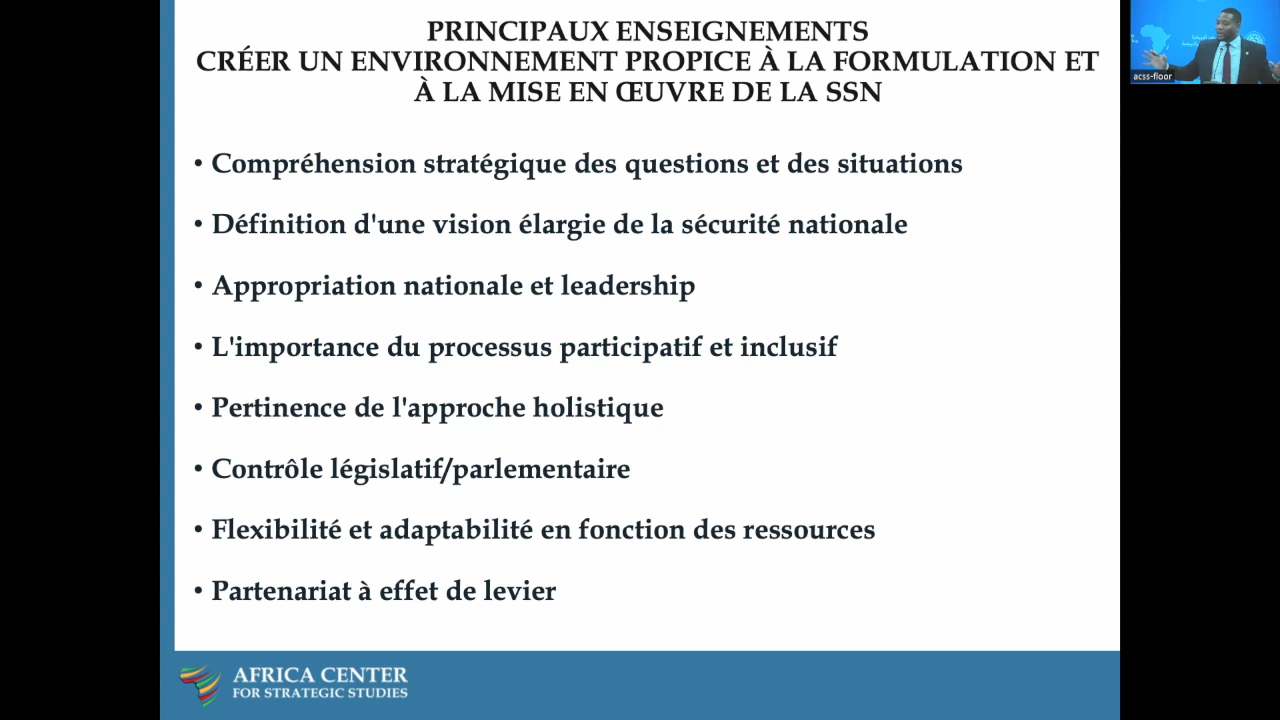 PRINCIPAUX ENSEIGNEMENTS
CRÉER UN ENVIRONNEMENT PROPICE À LA FORMULATION ET
À LA MISE EN ŒUVRE DE LA SSN
• Compréhension stratégique des questions et des situations
• Définition d'une vision élargie de la sécurité nationale
• Appropriation nationale et leadership
• L'importance du processus participatif et inclusif
• Pertinence de l'approche holistique
• Contrôle législatif/parlementaire
• Flexibilité et adaptabilité en fonction des ressources
• Partenariat à effet de levier
AFRICA CENTER
FOR STRATEGIC STUDIES
acss-floor